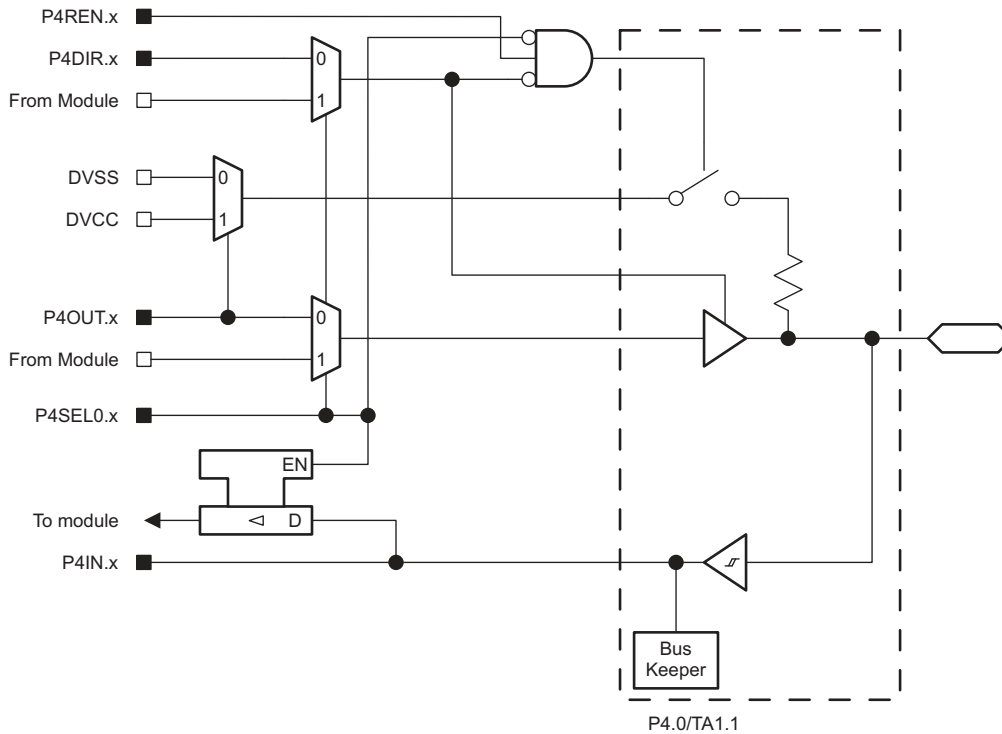 P4REN.x
P4DIR.x
0
From Module
1
DVSS
0
DVCC
1
P4OUT.x
0
From Module
1
P4SEL0.x
EN
To module
D
P4IN.x
Bus
Keeper
P4.0/TA1.1